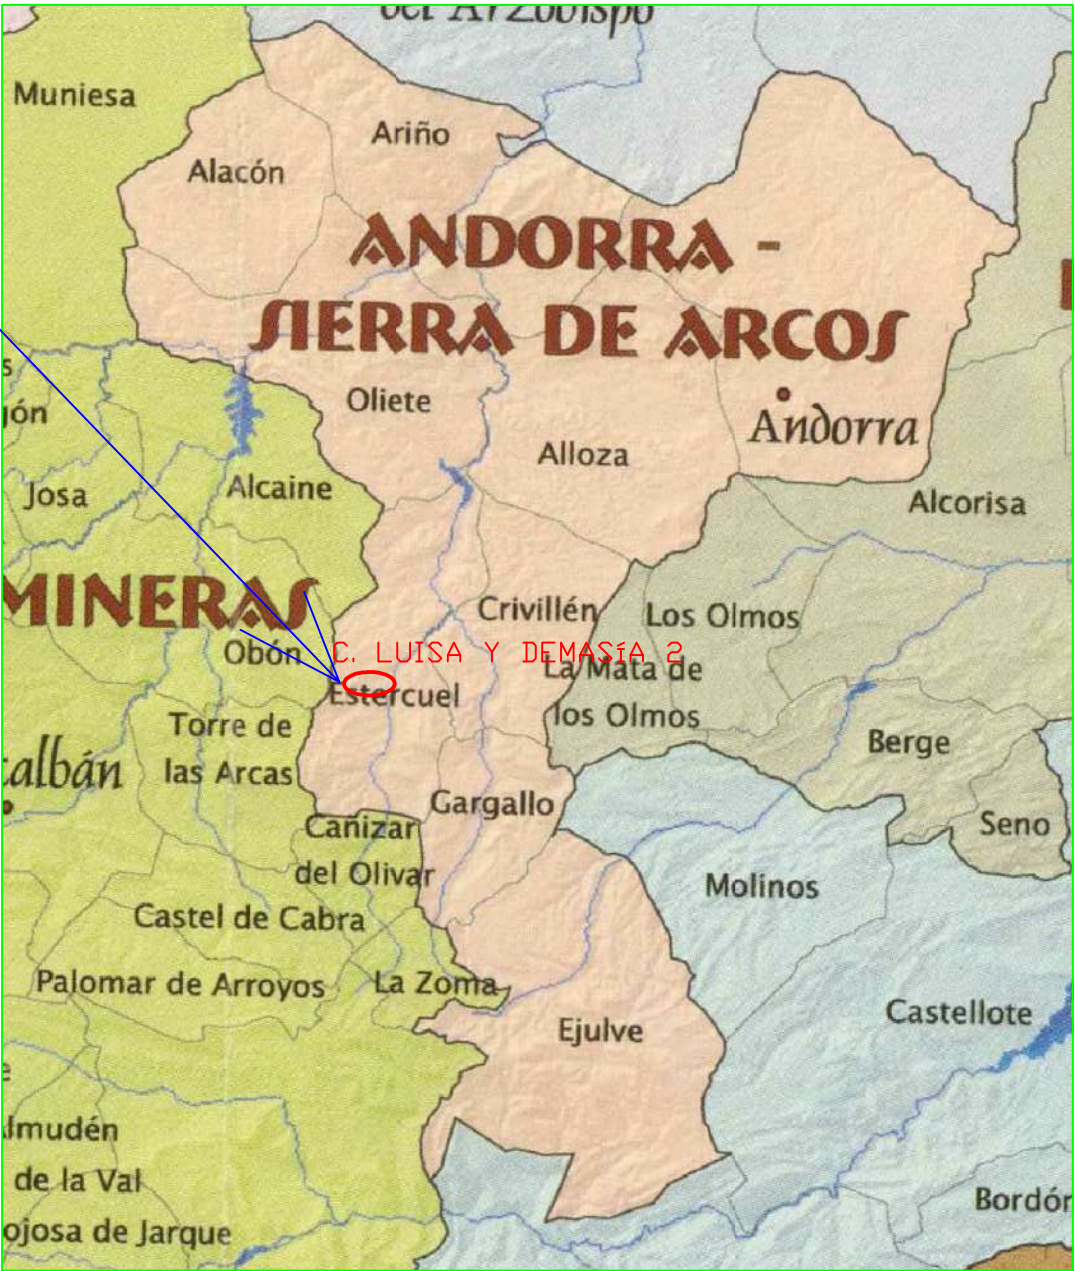 del Arzobispo
Muniesa
Ariño
Alacón
ANDORRA -
SIERRA DE ARCOS
Oliete
Andorra
Alloza
Josa
Alcaine
Alcorisa
MINERAS
Crivillén
Los Olmos
Obón
C. LUISA Y DEMASíA 2
La Mata de
los Olmos
Estercuel
Torre de
las Arcas
Berge
albán
Gargallo
Cañizar
del Olivar
Seno
Molinos
Castel de Cabra
Palomar de Arroyos
La Zoma
Castellote
Ejulve
lmudén
de la Val
Bordón
ojosa de Jarque